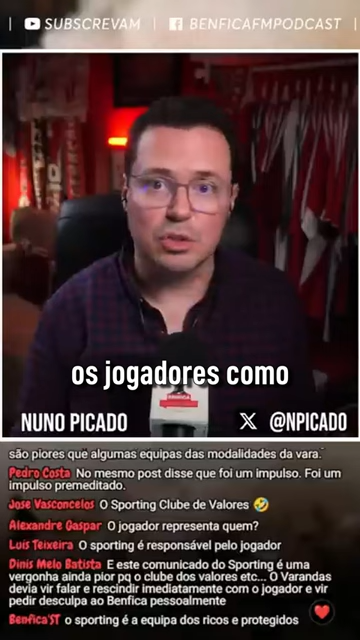 | SUBSCREVAM | BENFICAFMPODCAST |
os jogadores como
NUNO PICADO X @NPICADO
são piores que algumas equipas das modalidades da vara.
Pedro Costa No mesmo post disse que foi um impulso. Foi um
impulso premeditado.
Jose Vasconcelos O Sporting Clube de Valores 🤣
Alexandre Gaspar O jogador representa quem?
Luis Teixeira O sporting é responsável pelo jogador
Dinis Melo Batista E este comunicado do Sporting é uma
vergonha ainda pior pq o clube dos valores etc... O Varandas
devia vir falar e rescindir imediatamente com o jogador e vir
pedir desculpa ao Benfica pessoalmente
Benfica'ST o sporting é a equipa dos ricos e protegidos